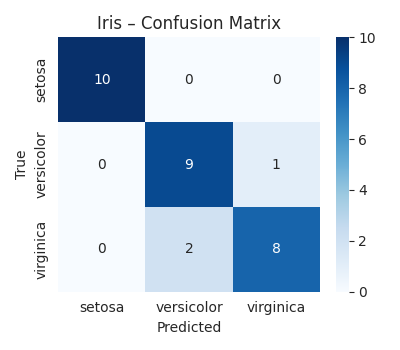 Iris – Confusion Matrix
True
setosa
versicolor
virginica
10 0 0
0 9 1
0 2 8
setosa versicolor virginica
Predicted
10
8
6
4
2
0